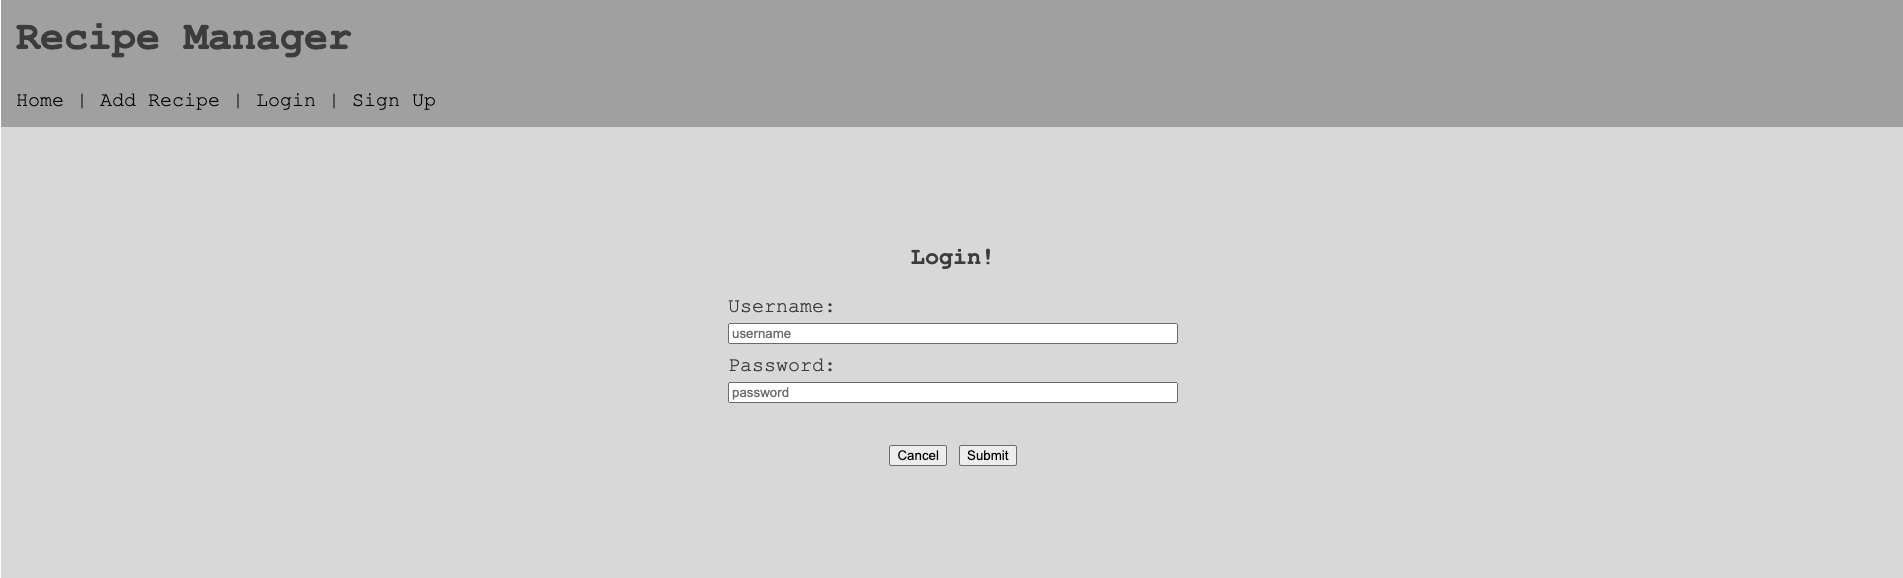 Recipe Manager
Home | Add Recipe | Login | Sign Up
Login!
Username:
username
Password:
password
Cancel Submit